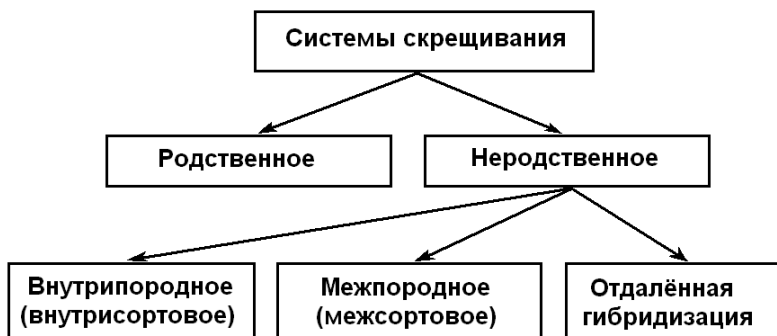 Системы скрещивания
Родственное
Неродственное
Внутрипородное
(внутрисортовое)
Межпородное
(межсортовое)
Отдалённая
гибридизация